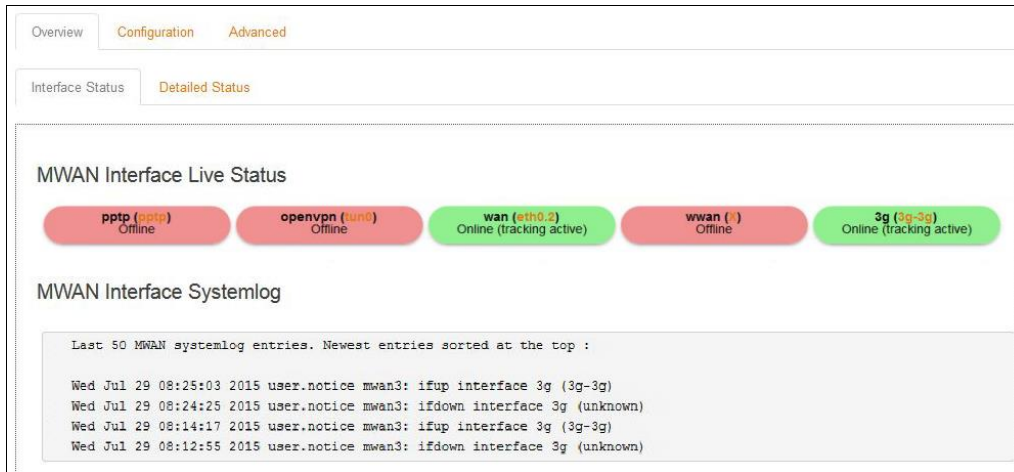 Overview Configuration Advanced
Interface Status Detailed Status
MWAN Interface Live Status
pptp (pptp) openvpn (tun0) wan (eth0.2) wwan (X) 3g (3g-3g)
Offline Offline Online (tracking active) Offline Online (tracking active)
MWAN Interface Systemlog
Last 50 MWAN systemlog entries. Newest entries sorted at the top :
Wed Jul 29 08:25:03 2015 user.notice mwan3: ifup interface 3g (3g-3g)
Wed Jul 29 08:24:25 2015 user.notice mwan3: ifdown interface 3g (unknown)
Wed Jul 29 08:14:17 2015 user.notice mwan3: ifup interface 3g (3g-3g)
Wed Jul 29 08:12:55 2015 user.notice mwan3: ifdown interface 3g (unknown)